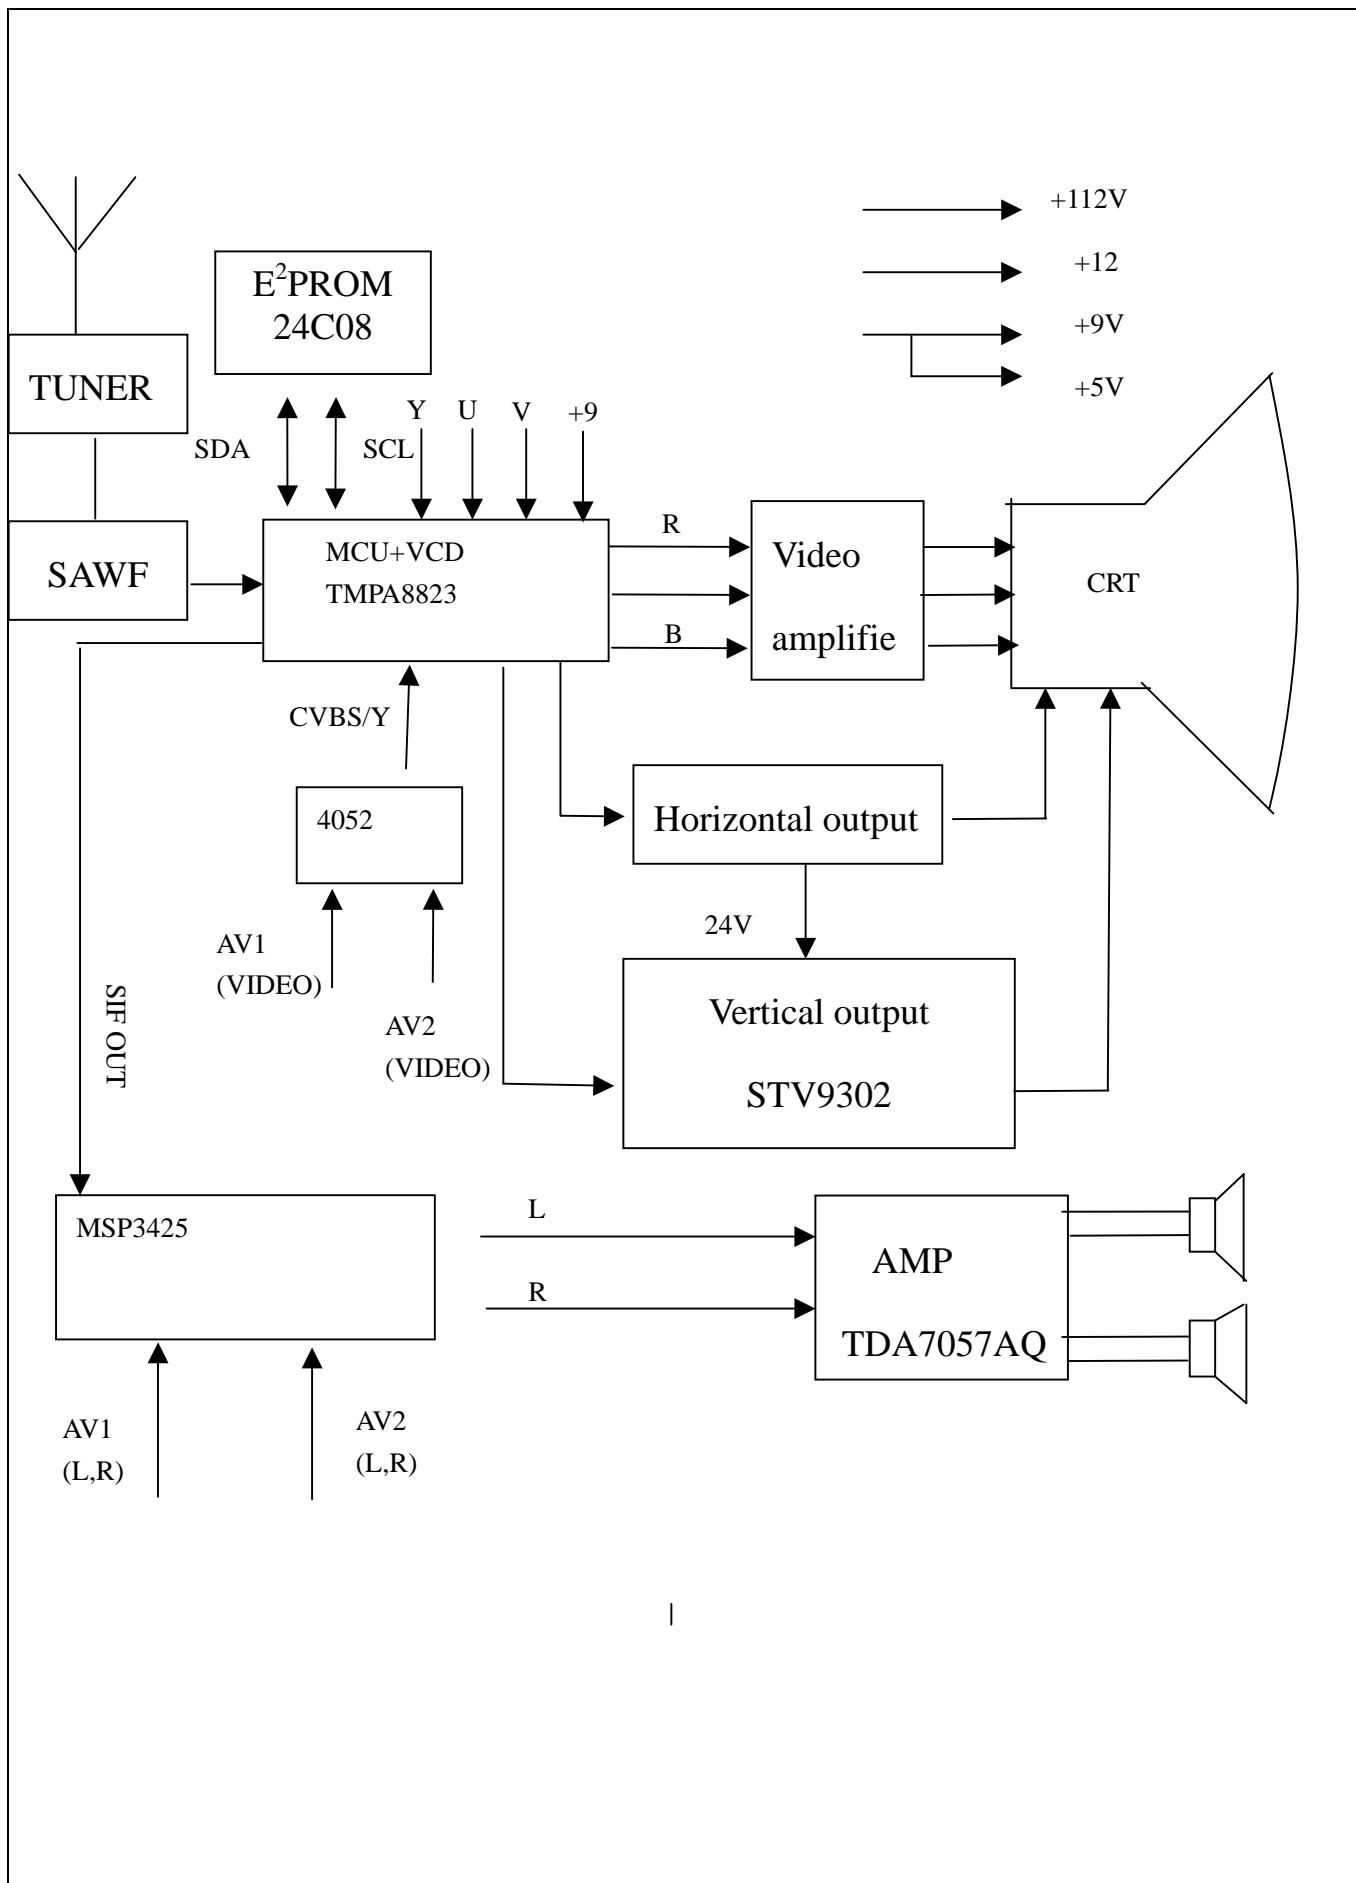 +112V
+12
+9V
+5V
E²PROM
24C08
TUNER
Y U V +9
SDA SCL
SAWF
MCU+VCD
TMPA8823
R
B
Video
amplifie
CRT
CVBS/Y
4052
Horizontal output
24V
AV1
(VIDEO)
AV2
(VIDEO)
SIF OUT
Vertical output
STV9302
MSP3425
L
R
AMP
TDA7057AQ
AV1
(L,R)
AV2
(L,R)